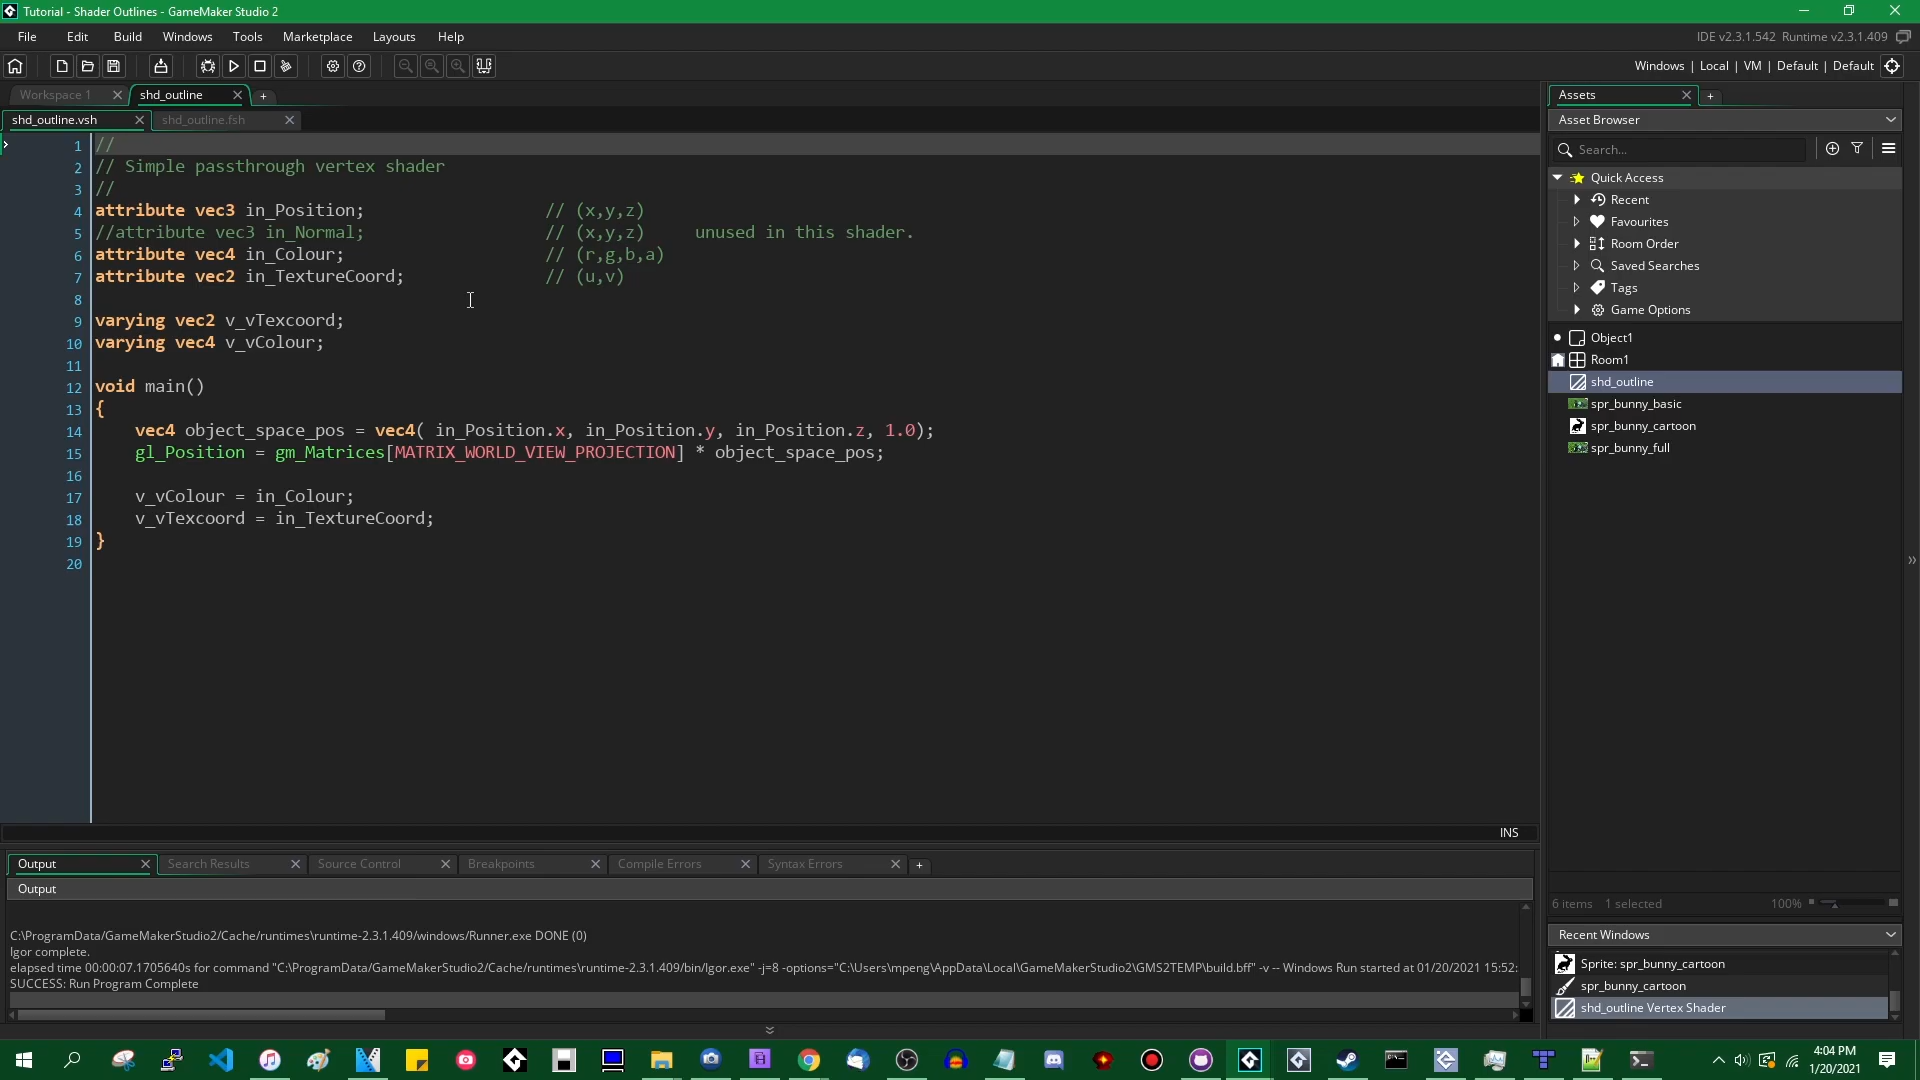 Tutorial - Shader Outlines - GameMaker Studio 2
File Edit Build Windows Tools Marketplace Layouts Help
IDE v2.3.1.542 Runtime v2.3.1.409
Windows | Local | VM | Default | Default
Workspace 1
shd_outline
shd_outline.vsh
shd_outline.fsh
1 //
2 // Simple passthrough vertex shader
3 //
4 attribute vec3 in_Position; // (x,y,z)
5 //attribute vec3 in_Normal; // (x,y,z) unused in this shader.
6 attribute vec4 in_Colour; // (r,g,b,a)
7 attribute vec2 in_TextureCoord; // (u,v)
8
9 varying vec2 v_vTexcoord;
10 varying vec4 v_vColour;
11
12 void main()
13 {
14 vec4 object_space_pos = vec4( in_Position.x, in_Position.y, in_Position.z, 1.0);
15 gl_Position = gm_Matrices[MATRIX_WORLD_VIEW_PROJECTION] * object_space_pos;
16
17 v_vColour = in_Colour;
18 v_vTexcoord = in_TextureCoord;
19 }
20
INS
Output
Search Results
Source Control
Breakpoints
Compile Errors
Syntax Errors
Output
C:\ProgramData/GameMakerStudio2/Cache/runtimes\runtime-2.3.1.409/windows/Runner.exe DONE (0)
Igor complete.
elapsed time 00:00:07.1705640s for command "C:\ProgramData/GameMakerStudio2/Cache/runtimes\runtime-2.3.1.409/bin/Igor.exe" -j=8 -options="C:\Users\mpeng\AppData\Local\GameMakerStudio2\GMS2TEMP\build.bff" -v -- Windows Run started at 01/20/2021 15:52:
SUCCESS: Run Program Complete
Assets
Asset Browser
Search...
Quick Access
Recent
Favourites
Room Order
Saved Searches
Tags
Game Options
Object1
Room1
shd_outline
spr_bunny_basic
spr_bunny_cartoon
spr_bunny_full
6 items 1 selected
100%
Recent Windows
Sprite: spr_bunny_cartoon
spr_bunny_cartoon
shd_outline Vertex Shader
4:04 PM
1/20/2021